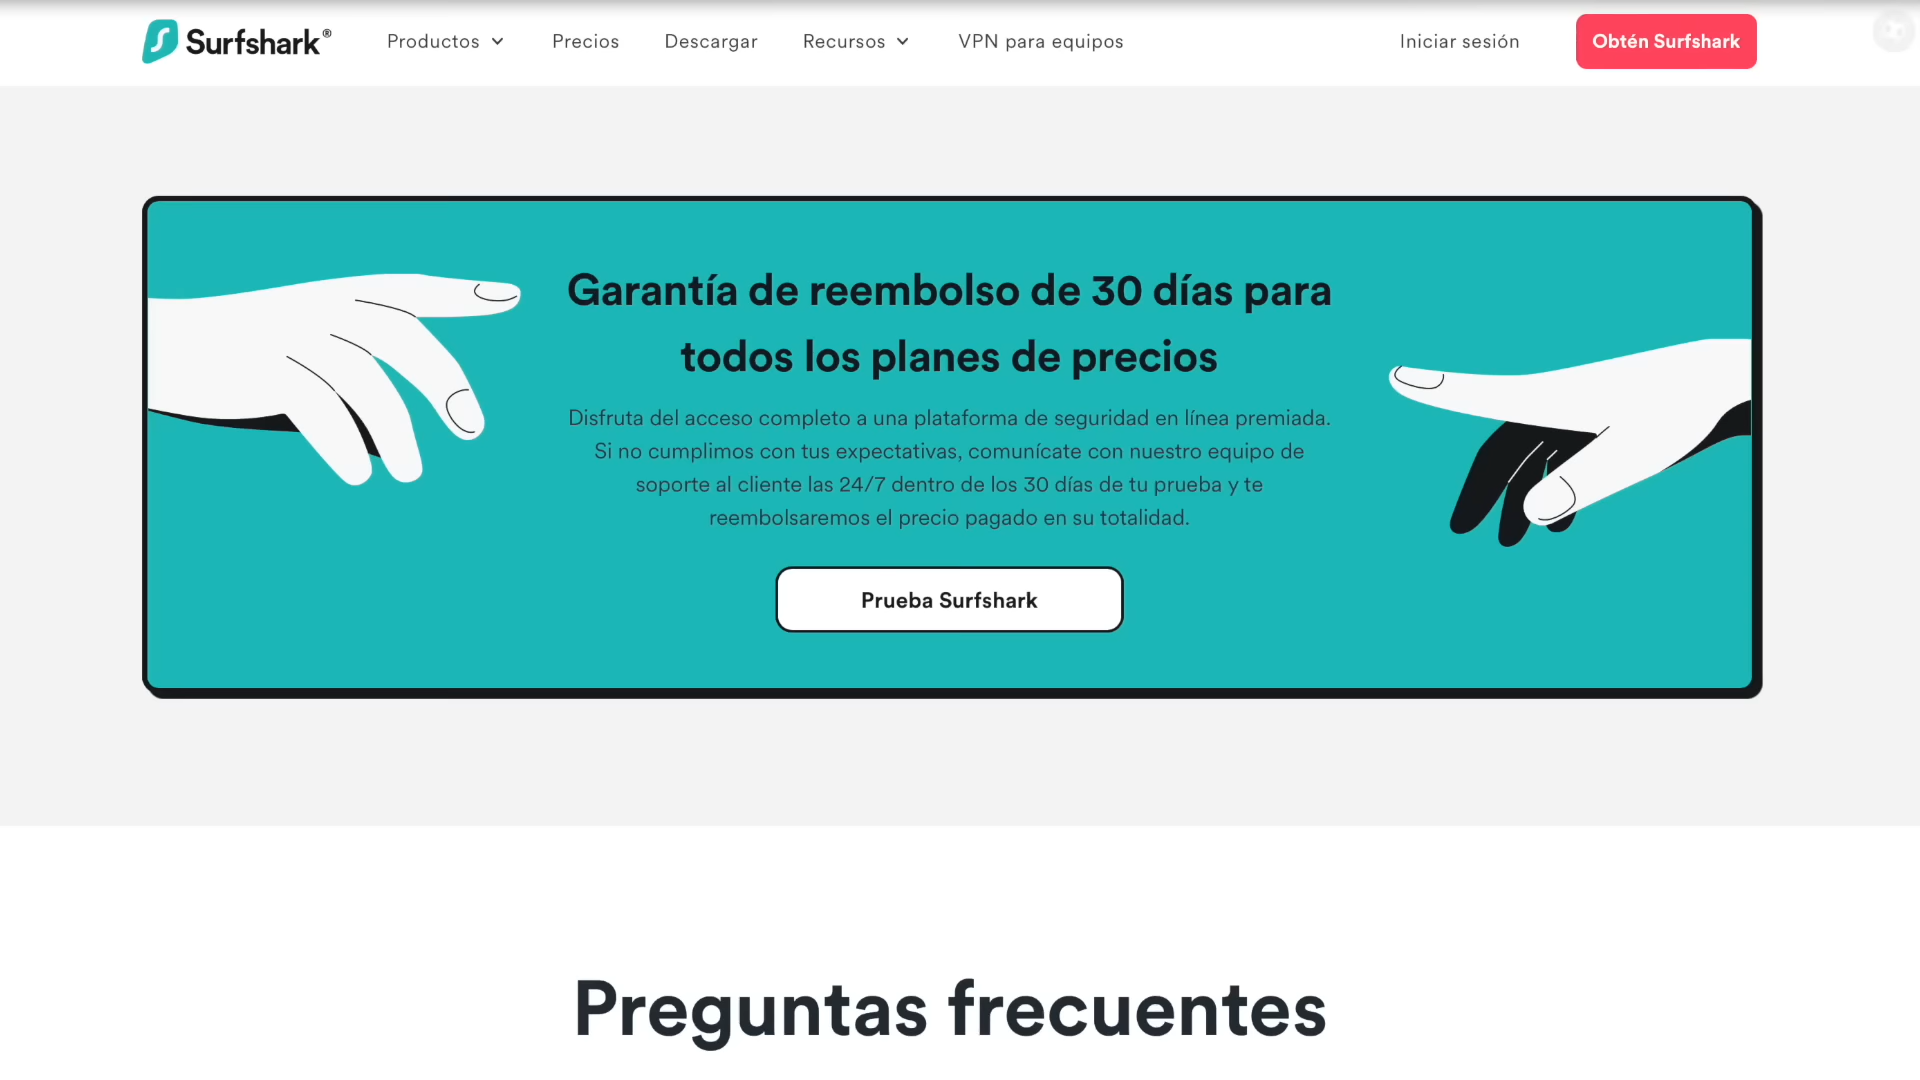 Surfshark®
Productos
Precios
Descargar
Recursos
VPN para equipos
Iniciar sesión
Obtén Surfshark
Garantía de reembolso de 30 días para
todos los planes de precios
Disfruta del acceso completo a una plataforma de seguridad en línea premiada.
Si no cumplimos con tus expectativas, comunícate con nuestro equipo de
soporte al cliente las 24/7 dentro de los 30 días de tu prueba y te
reembolsaremos el precio pagado en su totalidad.
Prueba Surfshark
Preguntas frecuentes